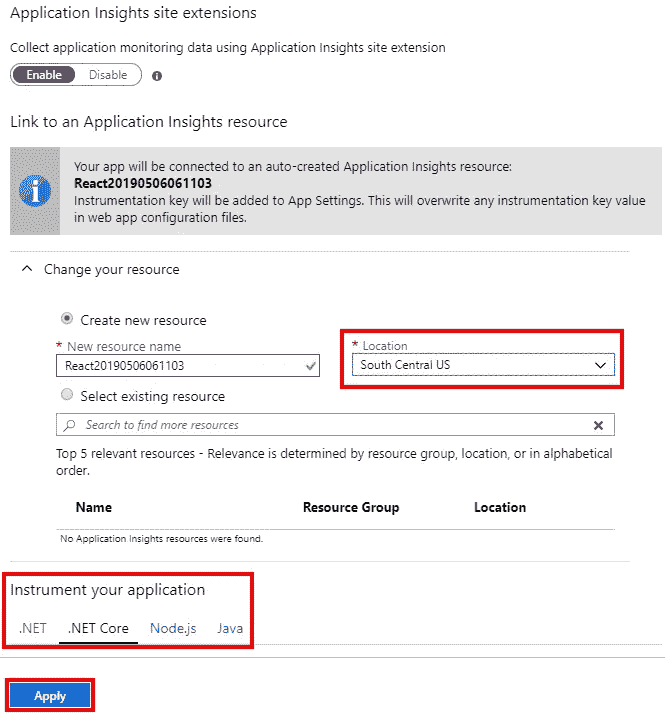 Application Insights site extensions
Collect application monitoring data using Application Insights site extension
Enable Disable
Link to an Application Insights resource
Your app will be connected to an auto-created Application Insights resource:
React20190506061103
Instrumentation key will be added to App Settings. This will overwrite any instrumentation key value
in web app configuration files.
Change your resource
Create new resource
* New resource name
* Location
React20190506061103
South Central US
Select existing resource
Search to find more resources
Top 5 relevant resources - Relevance is determined by resource group, location, or in alphabetical
order.
Name Resource Group Location
No Application Insights resources were found.
Instrument your application
.NET .NET Core Node.js Java
Apply